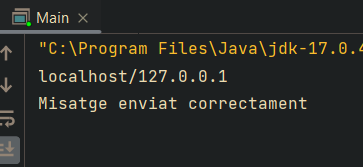 Main
"C:\Program Files\Java\jdk-17.0.4
localhost/127.0.0.1
Misatge enviat correctament